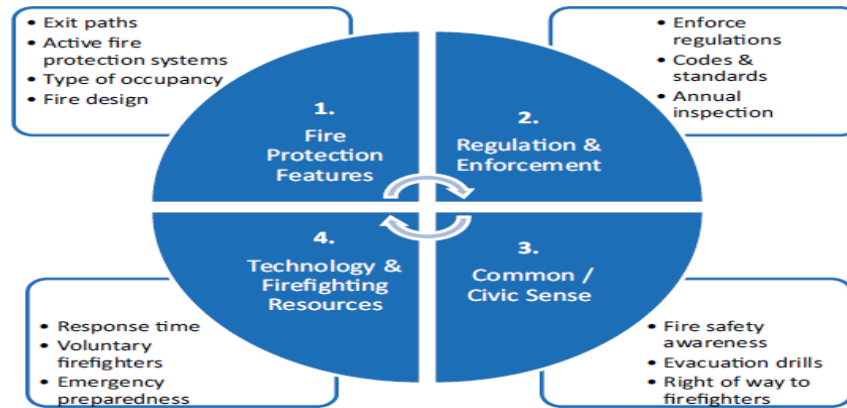 • Exit paths
• Active fire
protection systems
• Type of occupancy
• Fire design
• Enforce
regulations
• Codes &
standards
• Annual
inspection
1.
Fire
Protection
Features
2.
Regulation &
Enforcement
4.
Technology &
Firefighting
Resources
3.
Common /
Civic Sense
• Response time
• Voluntary
firefighters
• Emergency
preparedness
• Fire safety
awareness
• Evacuation drills
• Right of way to
firefighters